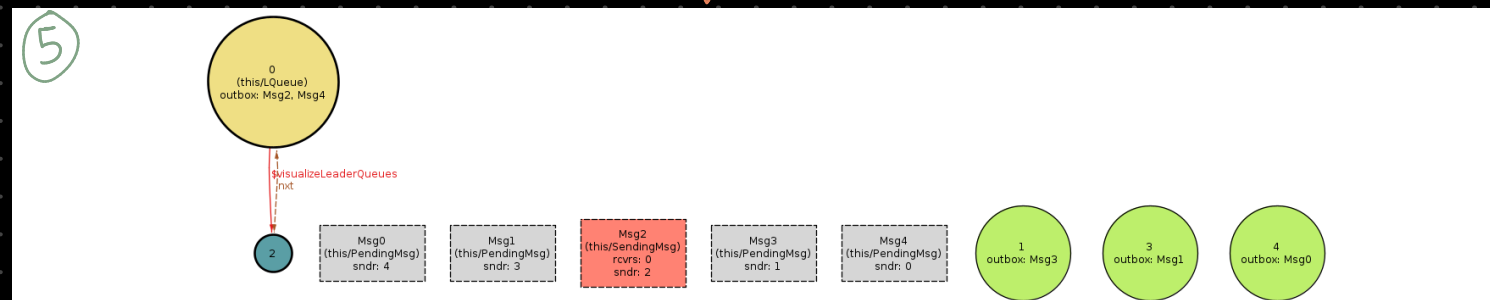 5
0
(this/LQueue)
outbox: Msg2, Msg4
$visualizeLeaderQueues
nxt
2
Msg0
(this/PendingMsg)
sndr: 4
Msg1
(this/PendingMsg)
sndr: 3
Msg2
(this/SendingMsg)
rcvrs: 0
sndr: 2
Msg3
(this/PendingMsg)
sndr: 1
Msg4
(this/PendingMsg)
sndr: 0
1
outbox: Msg3
3
outbox: Msg1
4
outbox: Msg0